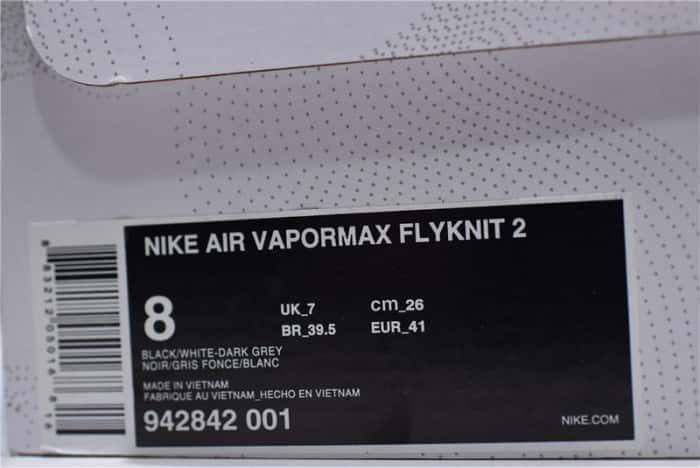 NIKE AIR VAPORMAX FLYKNIT 2
8
UK_7
cm_26
BR_39.5
EUR_41
BLACK/WHITE-DARK GREY
NOIR/GRIS FONCE/BLANC
MADE IN VIETNAM
FABRIQUE AU VIETNAM_HECHO EN VIETNAM
942842 001
NIKE.COM